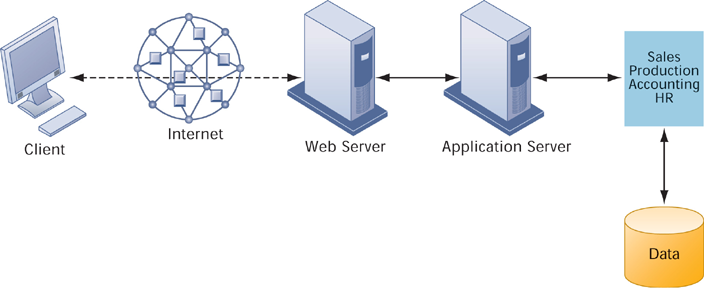 Client
Internet
Web Server
Application Server
Sales
Production
Accounting
HR
Data